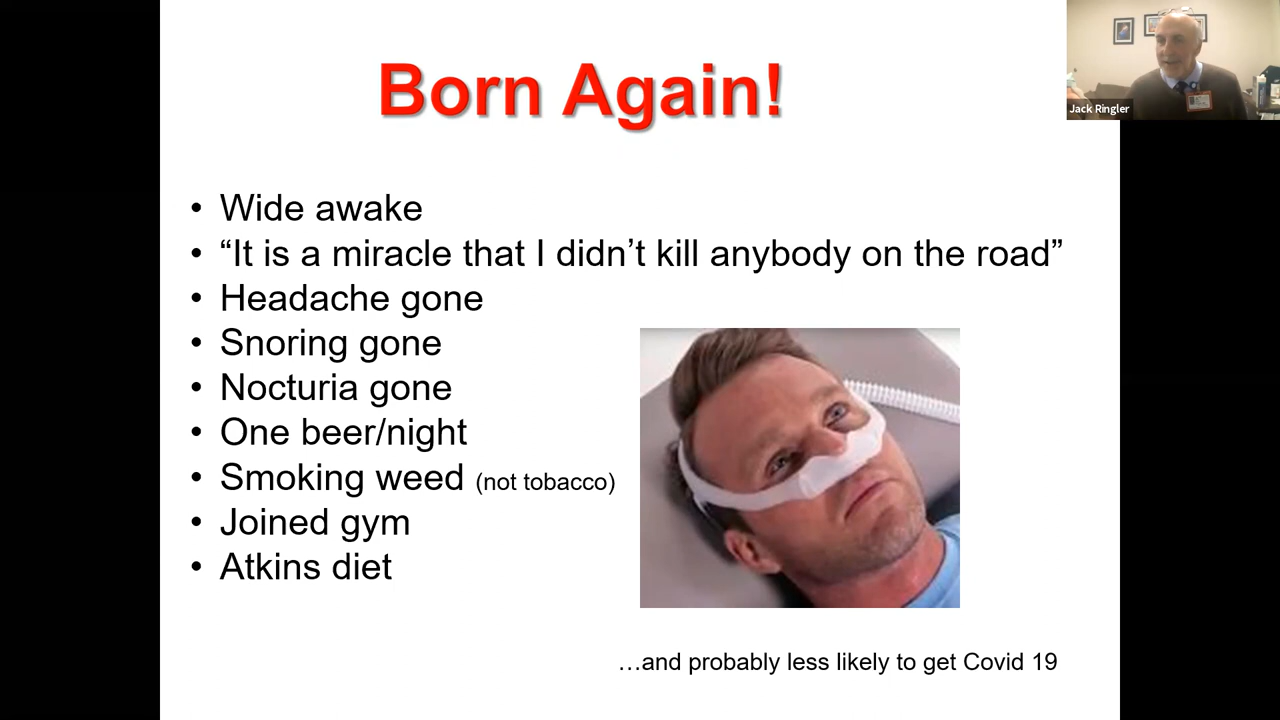 Born Again!
Jack Ringler
• Wide awake
• “It is a miracle that I didn’t kill anybody on the road”
• Headache gone
• Snoring gone
• Nocturia gone
• One beer/night
• Smoking weed (not tobacco)
• Joined gym
• Atkins diet
…and probably less likely to get Covid 19